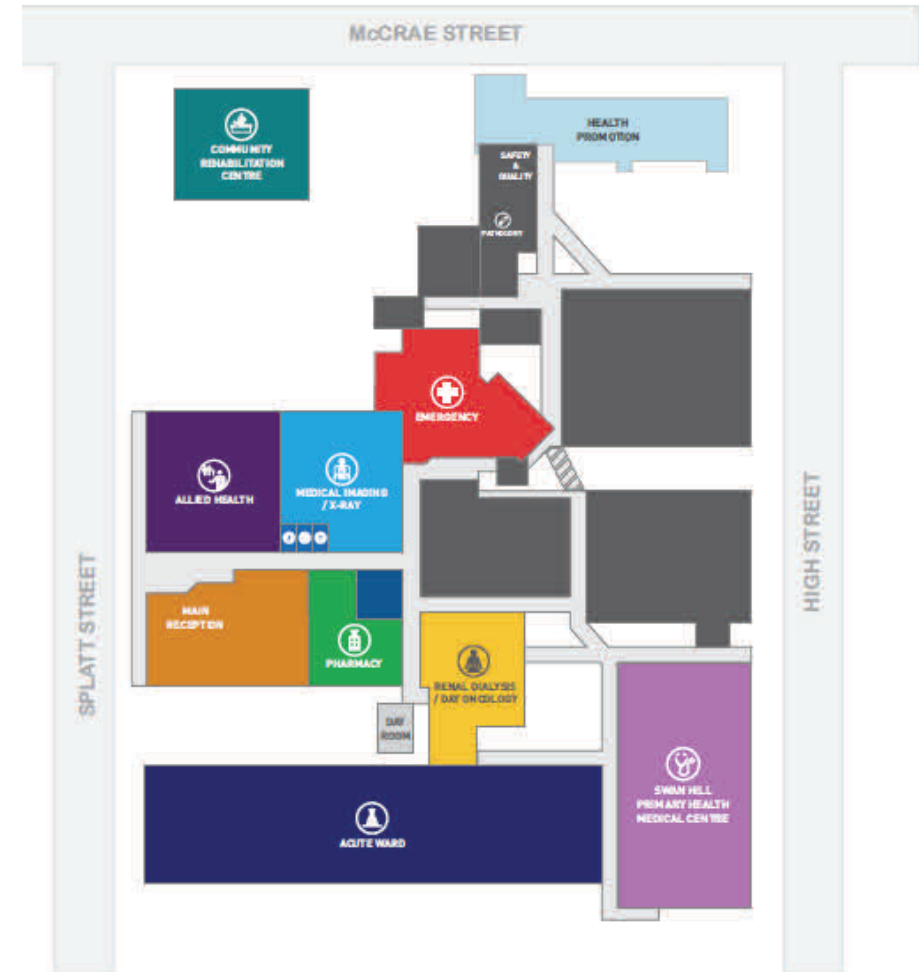 McCRAE STREET
COMMUNITY
REHABILITATION
CENTRE
HEALTH
PROMOTION
SAFETY
&
QUALITY
PATHOLOGY
EMERGENCY
ALLIED HEALTH
MEDICAL IMAGING
/ X-RAY
SPLATT STREET
HIGH STREET
MAIN
RECEPTION
PHARMACY
RENAL DIALYSIS
/ DAY ONCOLOGY
DAY
ROOM
SWAN HILL
PRIMARY HEALTH
MEDICAL CENTRE
ACUTE WARD